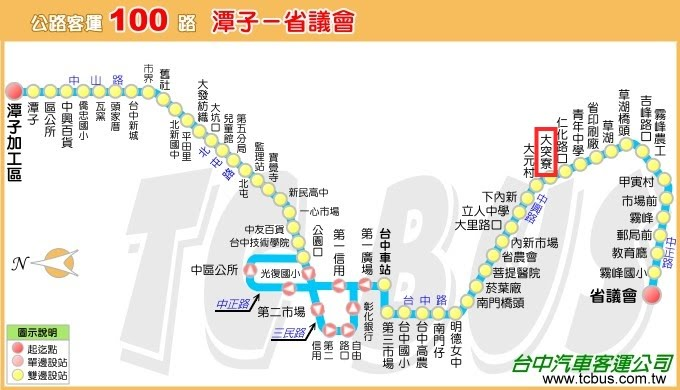 公路客運 100 路 潭子－省議會
中山路
潭子加工區
潭子
區公所
中興百貨
僑忠國小
瓦窯
頭家厝
台中新城
市界
舊社
北新國中
平田里
大發紡織
大坑口
兒童館
第五分局
監理站
寶覺寺
北屯路
北屯
新民高中
一心市場
中友百貨
台中技術學院
公園口
中區公所
光復國小
中正路
第二市場
三民路
信用
第二
路口
自由
彰化銀行
第一信用
第一廣場
台中車站
台中路
第三市場
台中國小
台中高農
南門仔
明德女中
南門橋頭
菸葉廠
菩提醫院
省農會
內新市場
大里路口
立人中學
下內新
中興路
大元村
大突寮
仁化路口
青年中學
省印刷廠
草湖
草湖橋頭
吉峰路口
霧峰農工
甲寅村
市場前
霧峰
郵局前
教育廳
霧峰國小
中正路
省議會
N
TC BUS
圖示說明
起迄點
單邊設站
雙邊設站
台中汽車客運公司
www.tcbus.com.tw